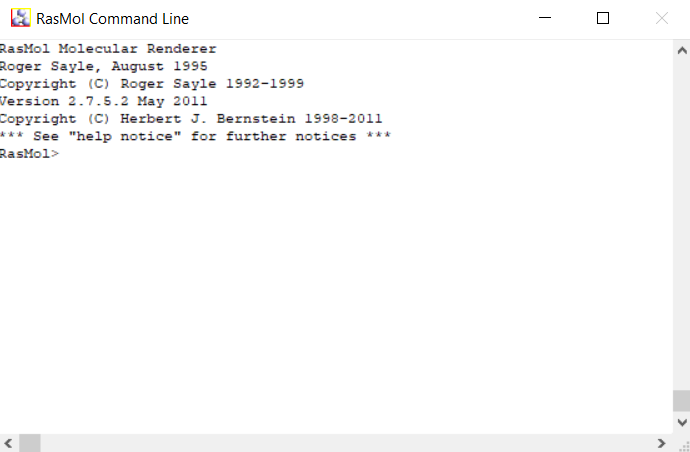 RasMol Command Line
RasMol Molecular Renderer
Roger Sayle, August 1995
Copyright (C) Roger Sayle 1992-1999
Version 2.7.5.2 May 2011
Copyright (C) Herbert J. Bernstein 1998-2011
*** See "help notice" for further notices ***
RasMol>